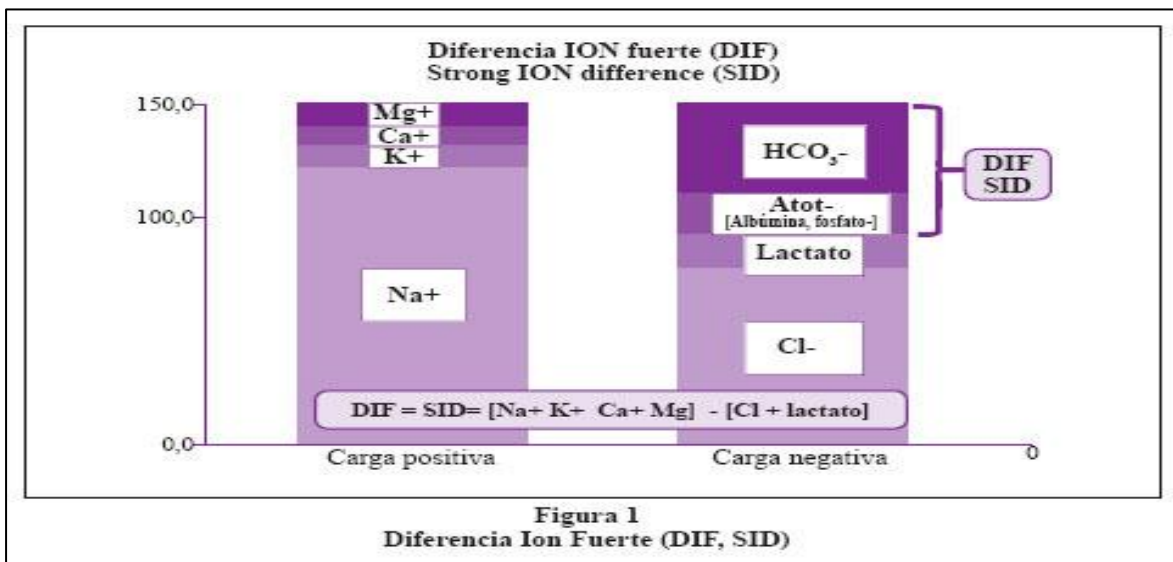 Diferencia ION fuerte (DIF)
Strong ION difference (SID)
150,0
100,0
0,0
Mg+
Ca+
K+
Na+
HCO₃-
Atot-
[Albúmina, fosfato-]
Lactato
Cl-
DIF
SID
DIF = SID= [Na+ K+ Ca+ Mg] - [Cl + lactato]
Carga positiva
Carga negativa
0
Figura 1
Diferencia Ion Fuerte (DIF, SID)